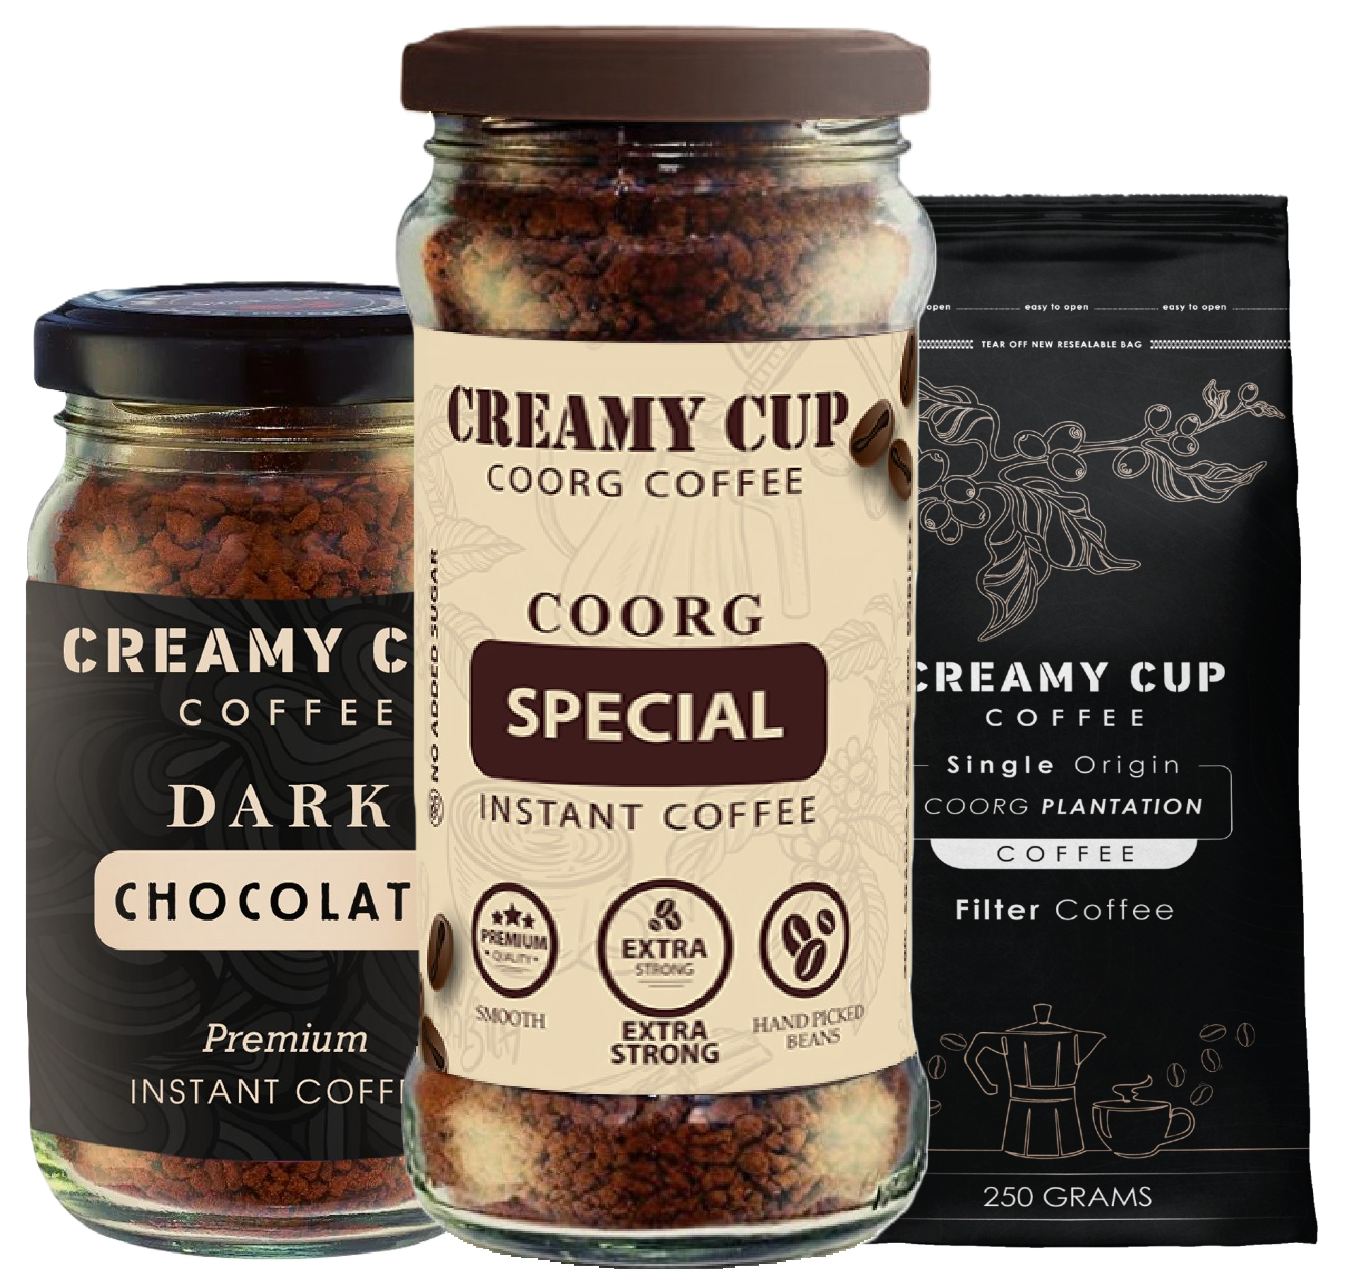 CREAMY C
COFFEE
DARK
CHOCOLAT
Premium
INSTANT COFF
CREAMY CUP
COORG COFFEE
COORG
SPECIAL
INSTANT COFFEE
NO ADDED SUGAR
PREMIUM
QUALITY
SMOOTH
EXTRA
STRONG
EXTRA
STRONG
HAND PICKED
BEANS
open
easy to open
easy to open
TEAR OFF NEW RESEALABLE BAG
CREAMY CUP
COFFEE
Single Origin
COORG PLANTATION
COFFEE
Filter Coffee
250 GRAMS